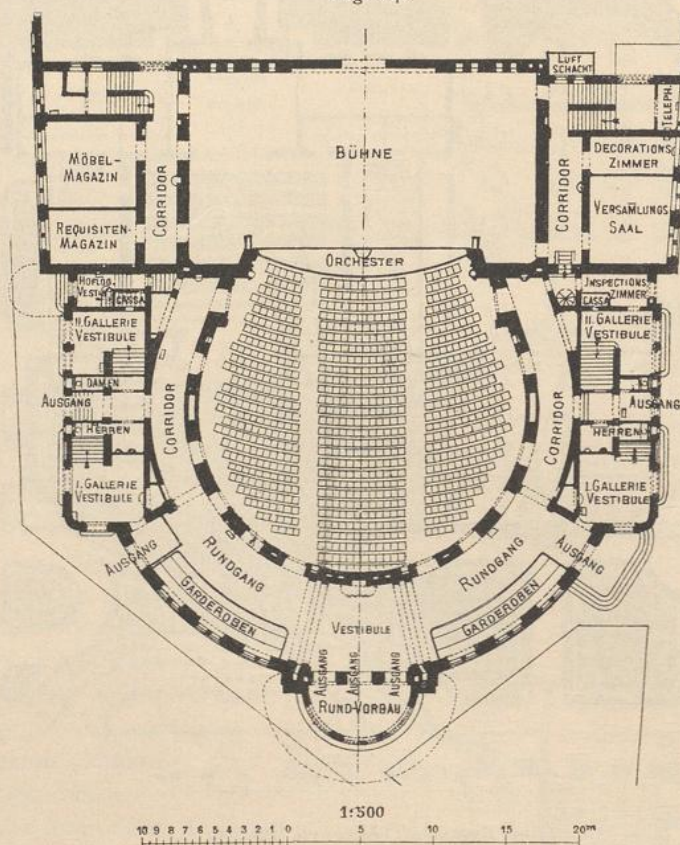 LUFT
SCHACHT
TELEPH.
BÜHNE
MÖBEL-
MAGAZIN
CORRIDOR
REQUISITEN-
MAGAZIN
CORRIDOR
DECORATIONS
ZIMMER
VERSAMLUNGS
SAAL
ORCHESTER
CASSA
INSPECTIONS
ZIMMER
CASSA
II. GALLERIE
VESTIBULE
II. GALLERIE
VESTIBULE
DAMEN
AUSGANG
AUSGANG
CORRIDOR
CORRIDOR
HERREN
HERREN
I. GALLERIE
VESTIBULE
I. GALLERIE
VESTIBULE
AUSGANG
RUNDGANG
RUNDGANG
AUSGANG
GARDEROBEN
GARDEROBEN
VESTIBULE
AUSGANG
AUSGANG
AUSGANG
RUND-VORBAU
1:500
10 9 8 7 6 5 4 3 2 1 0 5 10 15 20m